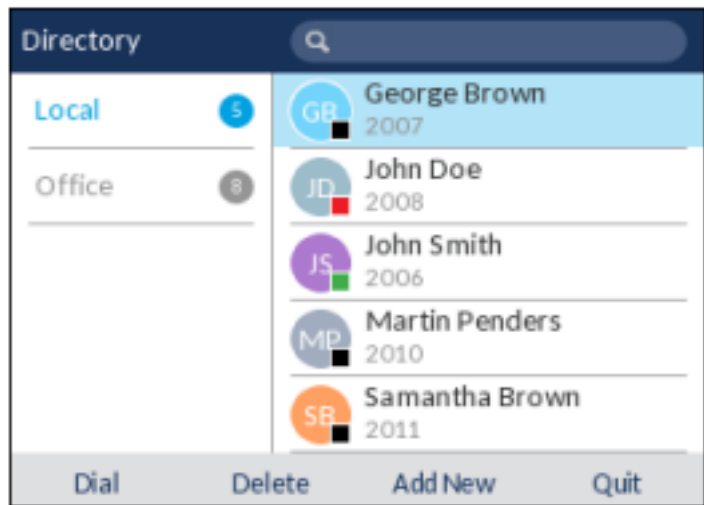 Directory
Local 5
Office 8
GB George Brown
2007
JD John Doe
2008
JS John Smith
2006
MP Martin Penders
2010
SB Samantha Brown
2011
Dial Delete Add New Quit